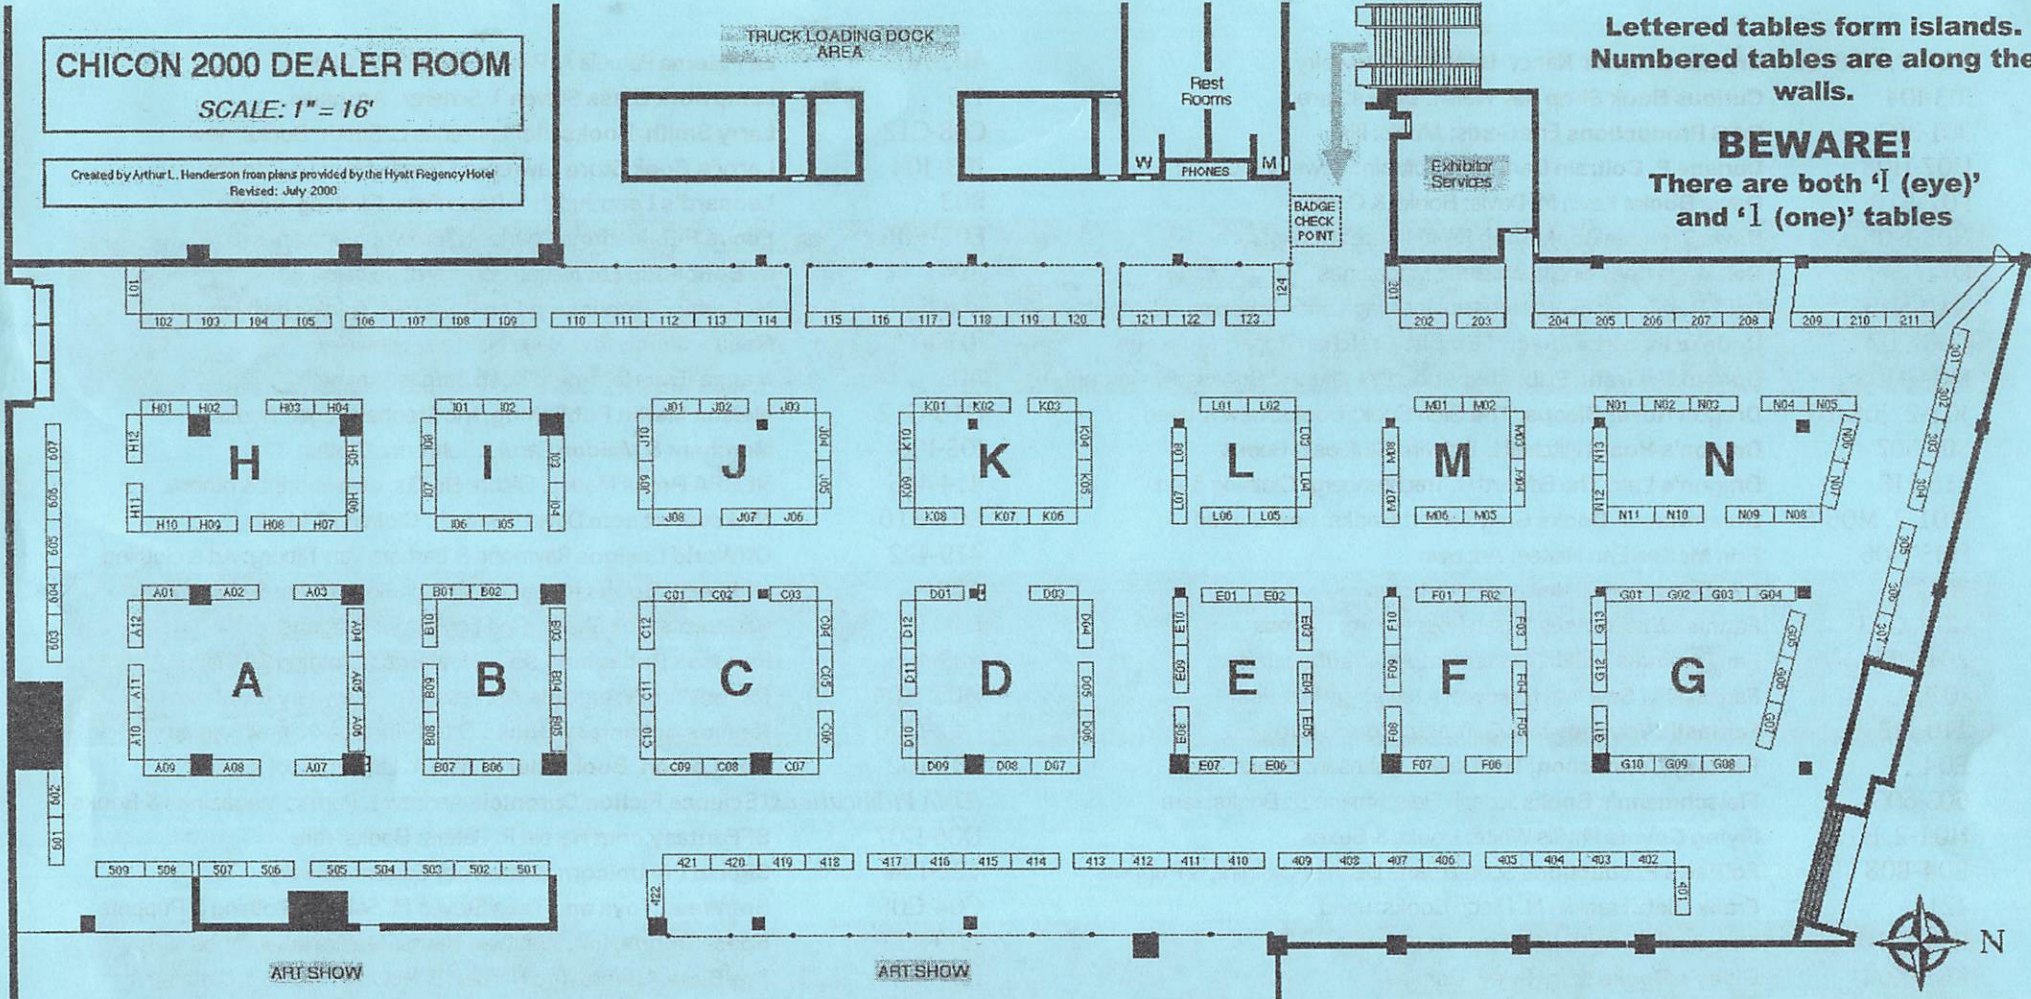 CHICON 2000 DEALER ROOM
SCALE: 1" = 16'
Created by Arthur L. Henderson from plans provided by the Hyatt Regency Hotel
Revised: July 2000
TRUCK LOADING DOCK
AREA
Rest
Rooms
W
M
PHONES
BADGE
CHECK
POINT
Exhibitor
Services
Lettered tables form islands.
Numbered tables are along the
walls.
BEWARE!
There are both 'I (eye)'
and '1 (one)' tables
101
102 103 104 105 106 107 108 109 110 111 112 113 114 115 116 117 118 119 120 121 122 123
124
201
202 203 204 205 206 207 208 209 210 211
301
302
303
304
305
306
307
H01 H02 H03 H04
H12
H05
H
H11
H06
H10 H09 H08 H07
I01 I02
I08
I03
I
I07
I04
I06 I05
J01 J02 J03
J10
J04
J
J09
J05
J08 J07 J06
K01 K02 K03
K10
K04
K
K09
K05
K08 K07 K06
L01 L02
L08
L03
L
L07
L04
L06 L05
M01 M02
M08
M03
M
M07
M04
M06 M05
N01 N02 N03 N04 N05
N13
N06
N
N12
N07
N11 N10 N09 N08
A01 A02 A03
A12
A04
A
A11
A05
A10
A06
A09 A08 A07
B01 B02
B10
B03
B
B09
B04
B08
B05
B07 B06
C01 C02 C03
C12
C04
C
C11
C05
C10
C06
C09 C08 C07
D01 D03
D12
D04
D
D11
D05
D10
D06
D09 D08 D07
E01 E02
E10
E03
E
E09
E04
E08
E05
E07 E06
F01 F02
F10
F03
F
F09
F04
F08
F05
F07 F06
G01 G02 G03 G04
G13
G05
G
G12
G06
G11
G07
G10 G09 G08
607
606
605
604
603
602
601
509 508 507 506 505 504 503 502 501
422
421 420 419 418 417 416 415 414 413 412 411 410 409 408 407 406 405 404 403 402
401
ART SHOW
ART SHOW
N